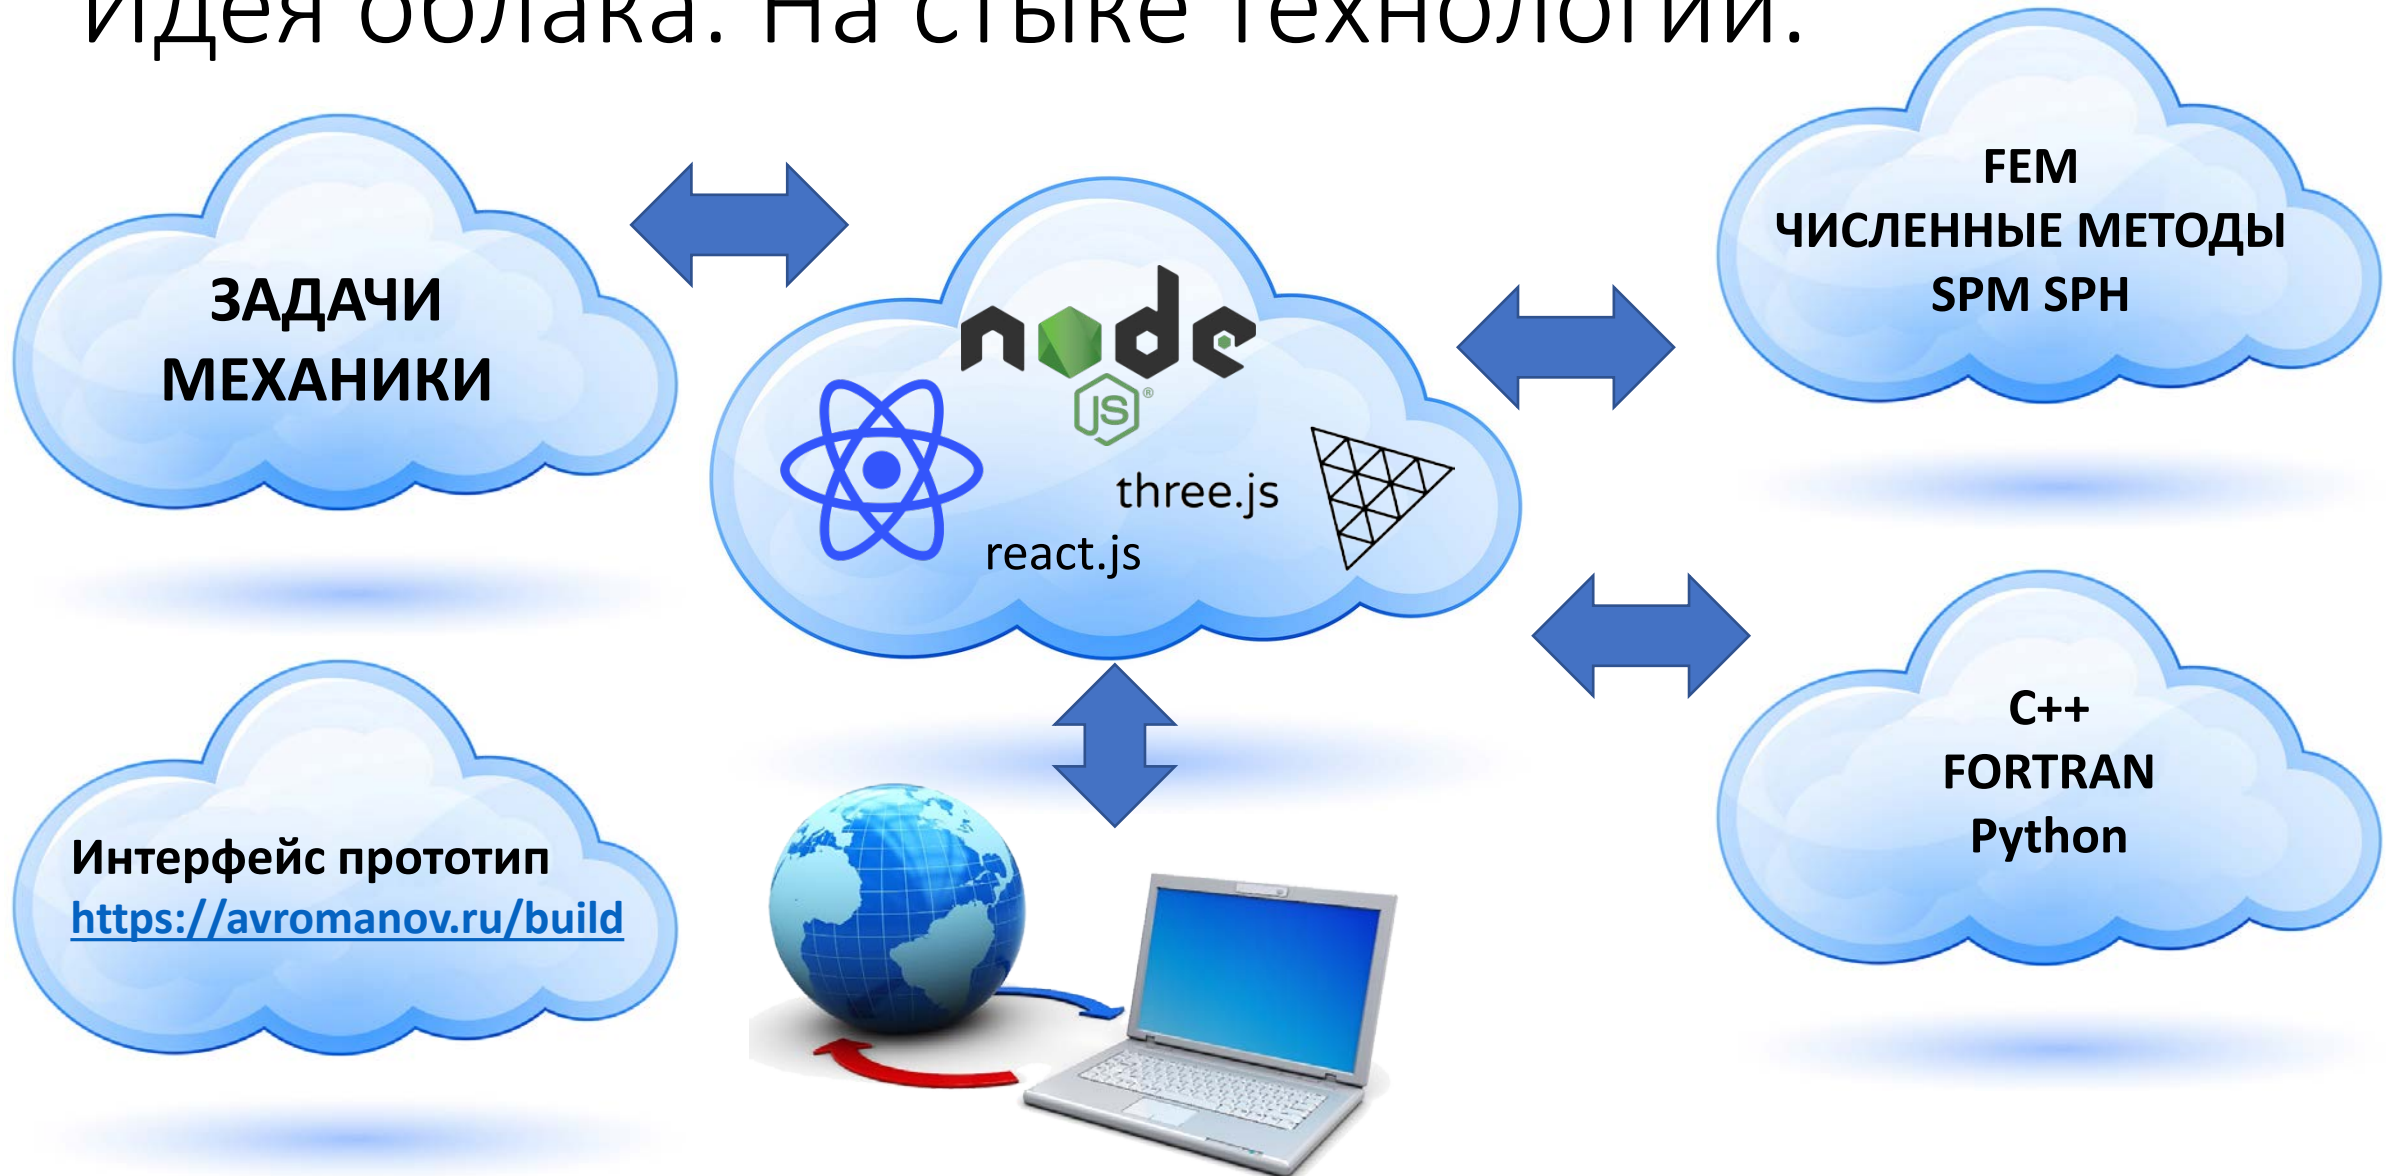 Идея облака. На стыке технологий.
ЗАДАЧИ
МЕХАНИКИ
node
JS®
three.js
react.js
FEM
ЧИСЛЕННЫЕ МЕТОДЫ
SPM SPH
C++
FORTRAN
Python
Интерфейс прототип
https://avromanov.ru/build